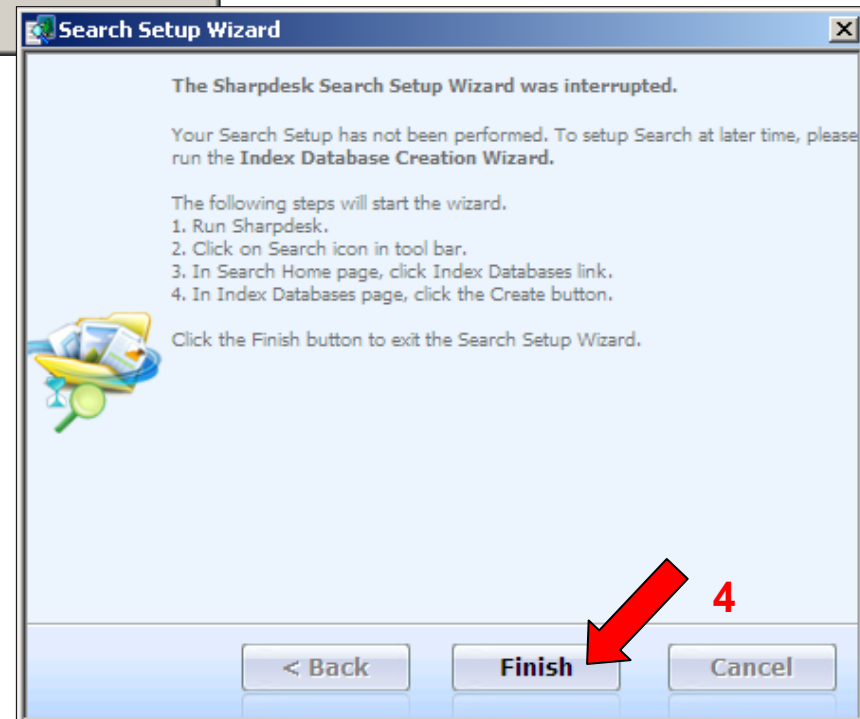 Search Setup Wizard
The Sharpdesk Search Setup Wizard was interrupted.
Your Search Setup has not been performed. To setup Search at later time, please
run the Index Database Creation Wizard.
The following steps will start the wizard.
1. Run Sharpdesk.
2. Click on Search icon in tool bar.
3. In Search Home page, click Index Databases link.
4. In Index Databases page, click the Create button.
Click the Finish button to exit the Search Setup Wizard.
4
< Back Finish Cancel